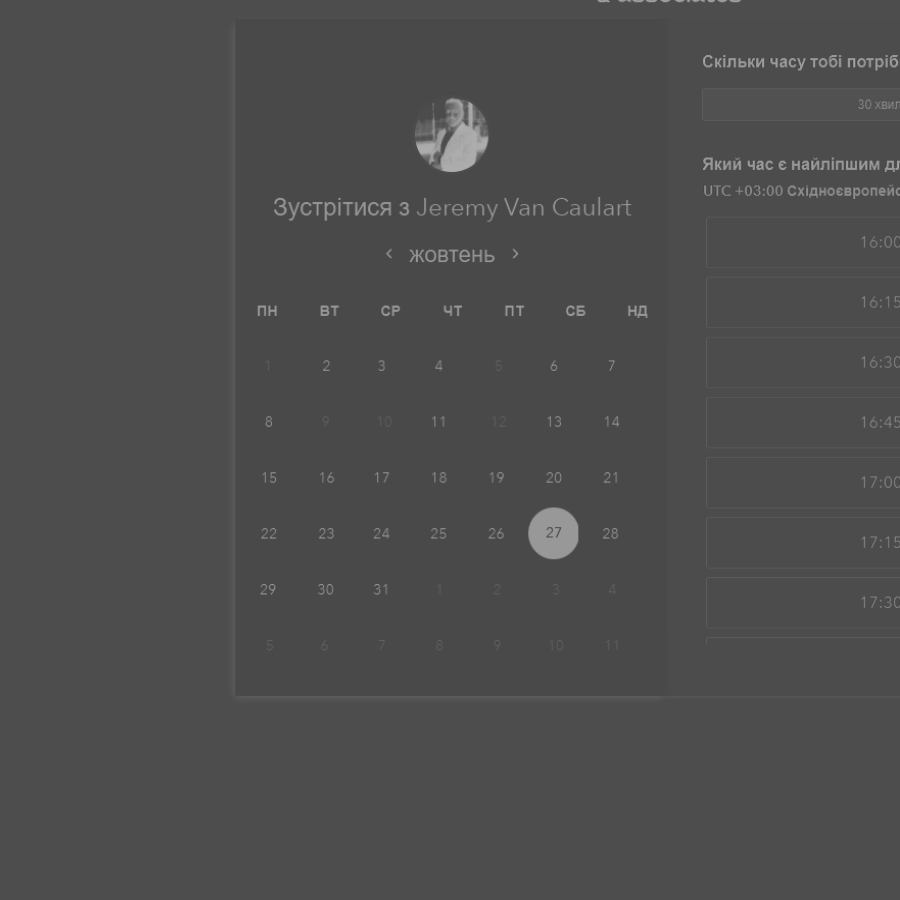 & associates
Зустрітися з Jeremy Van Caulart
‹ жовтень ›
ПН ВТ СР ЧТ ПТ СБ НД
1 2 3 4 5 6 7
8 9 10 11 12 13 14
15 16 17 18 19 20 21
22 23 24 25 26 27 28
29 30 31 1 2 3 4
5 6 7 8 9 10 11
Скільки часу тобі потріб
30 хвил
Який час є найліпшим дл
UTC +03:00 Східноєвропейс
16:00
16:15
16:30
16:45
17:00
17:15
17:30